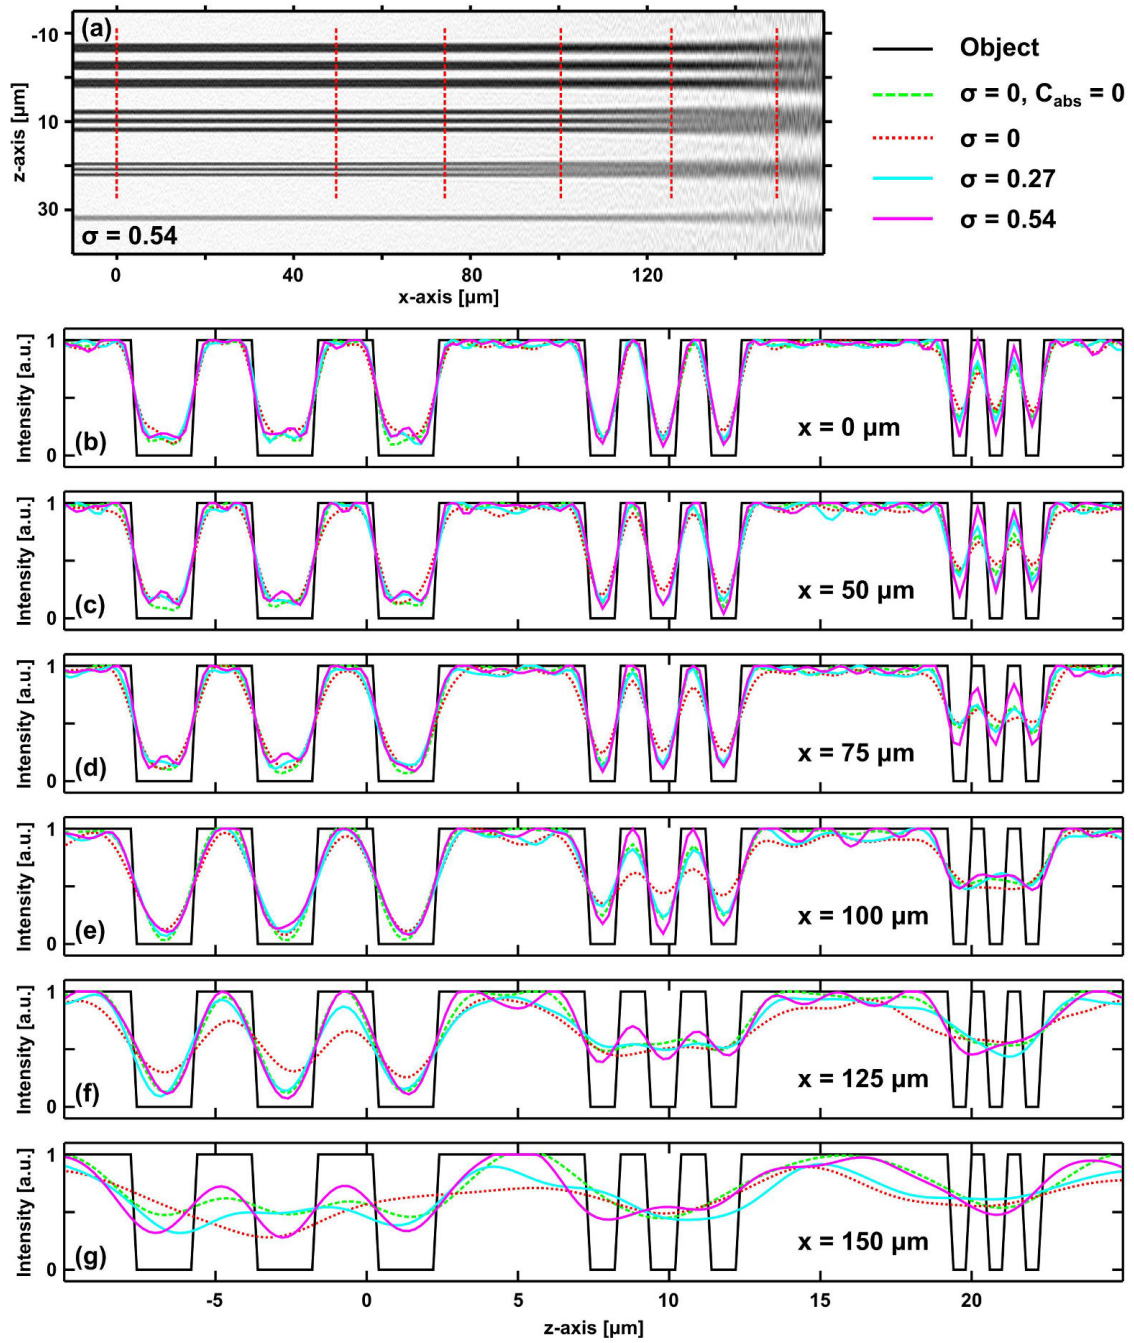 (a)
-10
10
30
z-axis [µm]
σ = 0.54
0
40
80
120
x-axis [µm]
Object
σ = 0, C_abs = 0
σ = 0
σ = 0.27
σ = 0.54
Intensity [a.u.]
1
0
(b)
x = 0 µm
Intensity [a.u.]
1
0
(c)
x = 50 µm
Intensity [a.u.]
1
0
(d)
x = 75 µm
Intensity [a.u.]
1
0
(e)
x = 100 µm
Intensity [a.u.]
1
0
(f)
x = 125 µm
Intensity [a.u.]
1
0
(g)
x = 150 µm
-5
0
5
10
15
20
z-axis [µm]